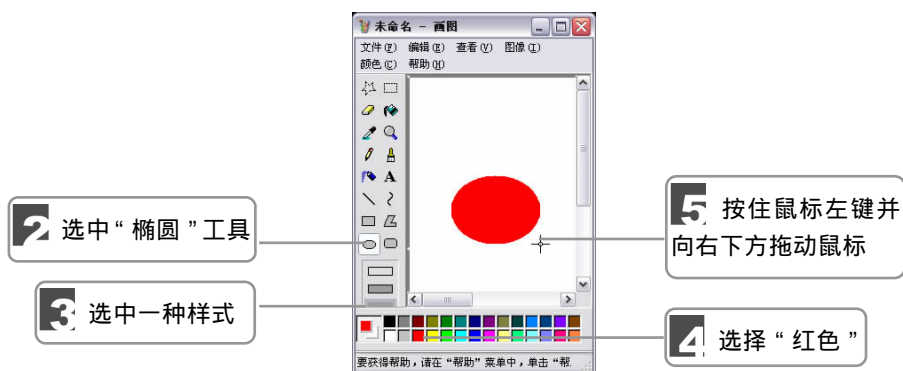 未命名 - 画图
文件(F) 编辑(E) 查看(V) 图像(I)
颜色(C) 帮助(H)
A
2 选中“椭圆”工具
3 选中一种样式
5 按住鼠标左键并
向右下方拖动鼠标
4 选择“红色”
要获得帮助，请在“帮助”菜单中，单击“帮.